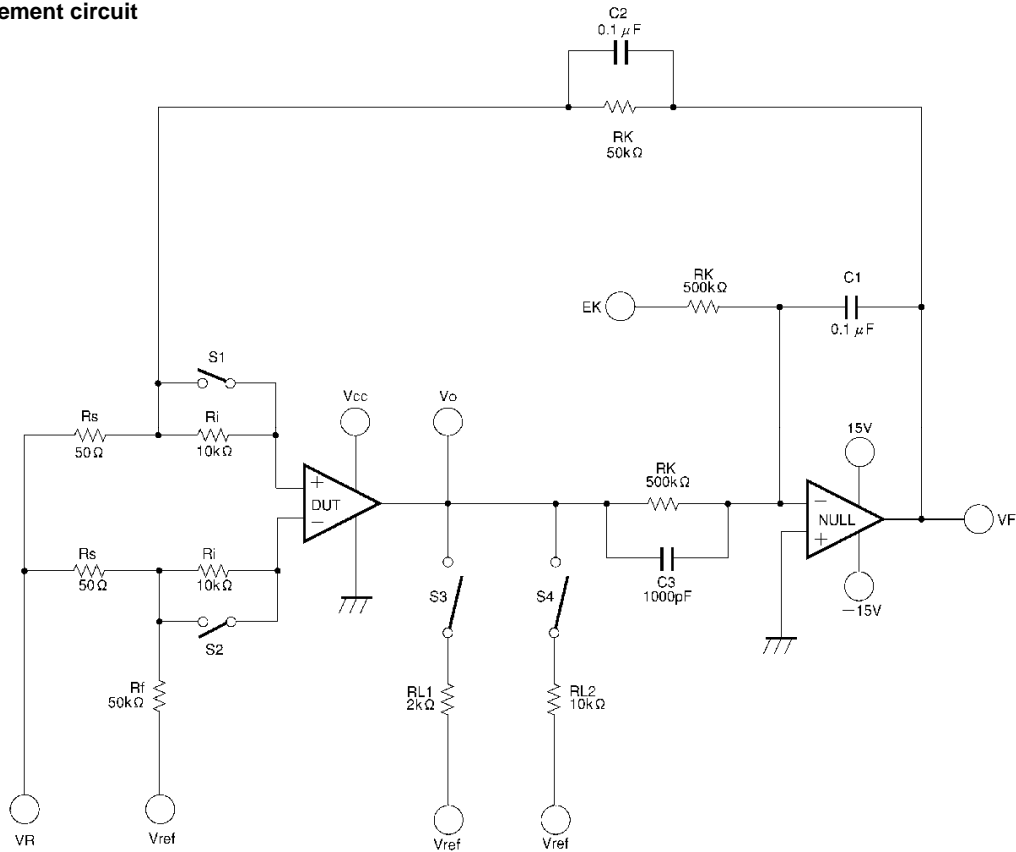 ement circuit
C2
0.1 μF
RK
50kΩ
RK
500kΩ
C1
EK
0.1 μF
S1
Vcc
Vo
Rs
Ri
50Ω
10kΩ
15V
RK
500kΩ
+
DUT
−
−
NULL
+
VF
Rs
Ri
50Ω
10kΩ
C3
1000pF
S3
S4
−15V
S2
Rf
50kΩ
RL1
2kΩ
RL2
10kΩ
VR
Vref
Vref
Vref